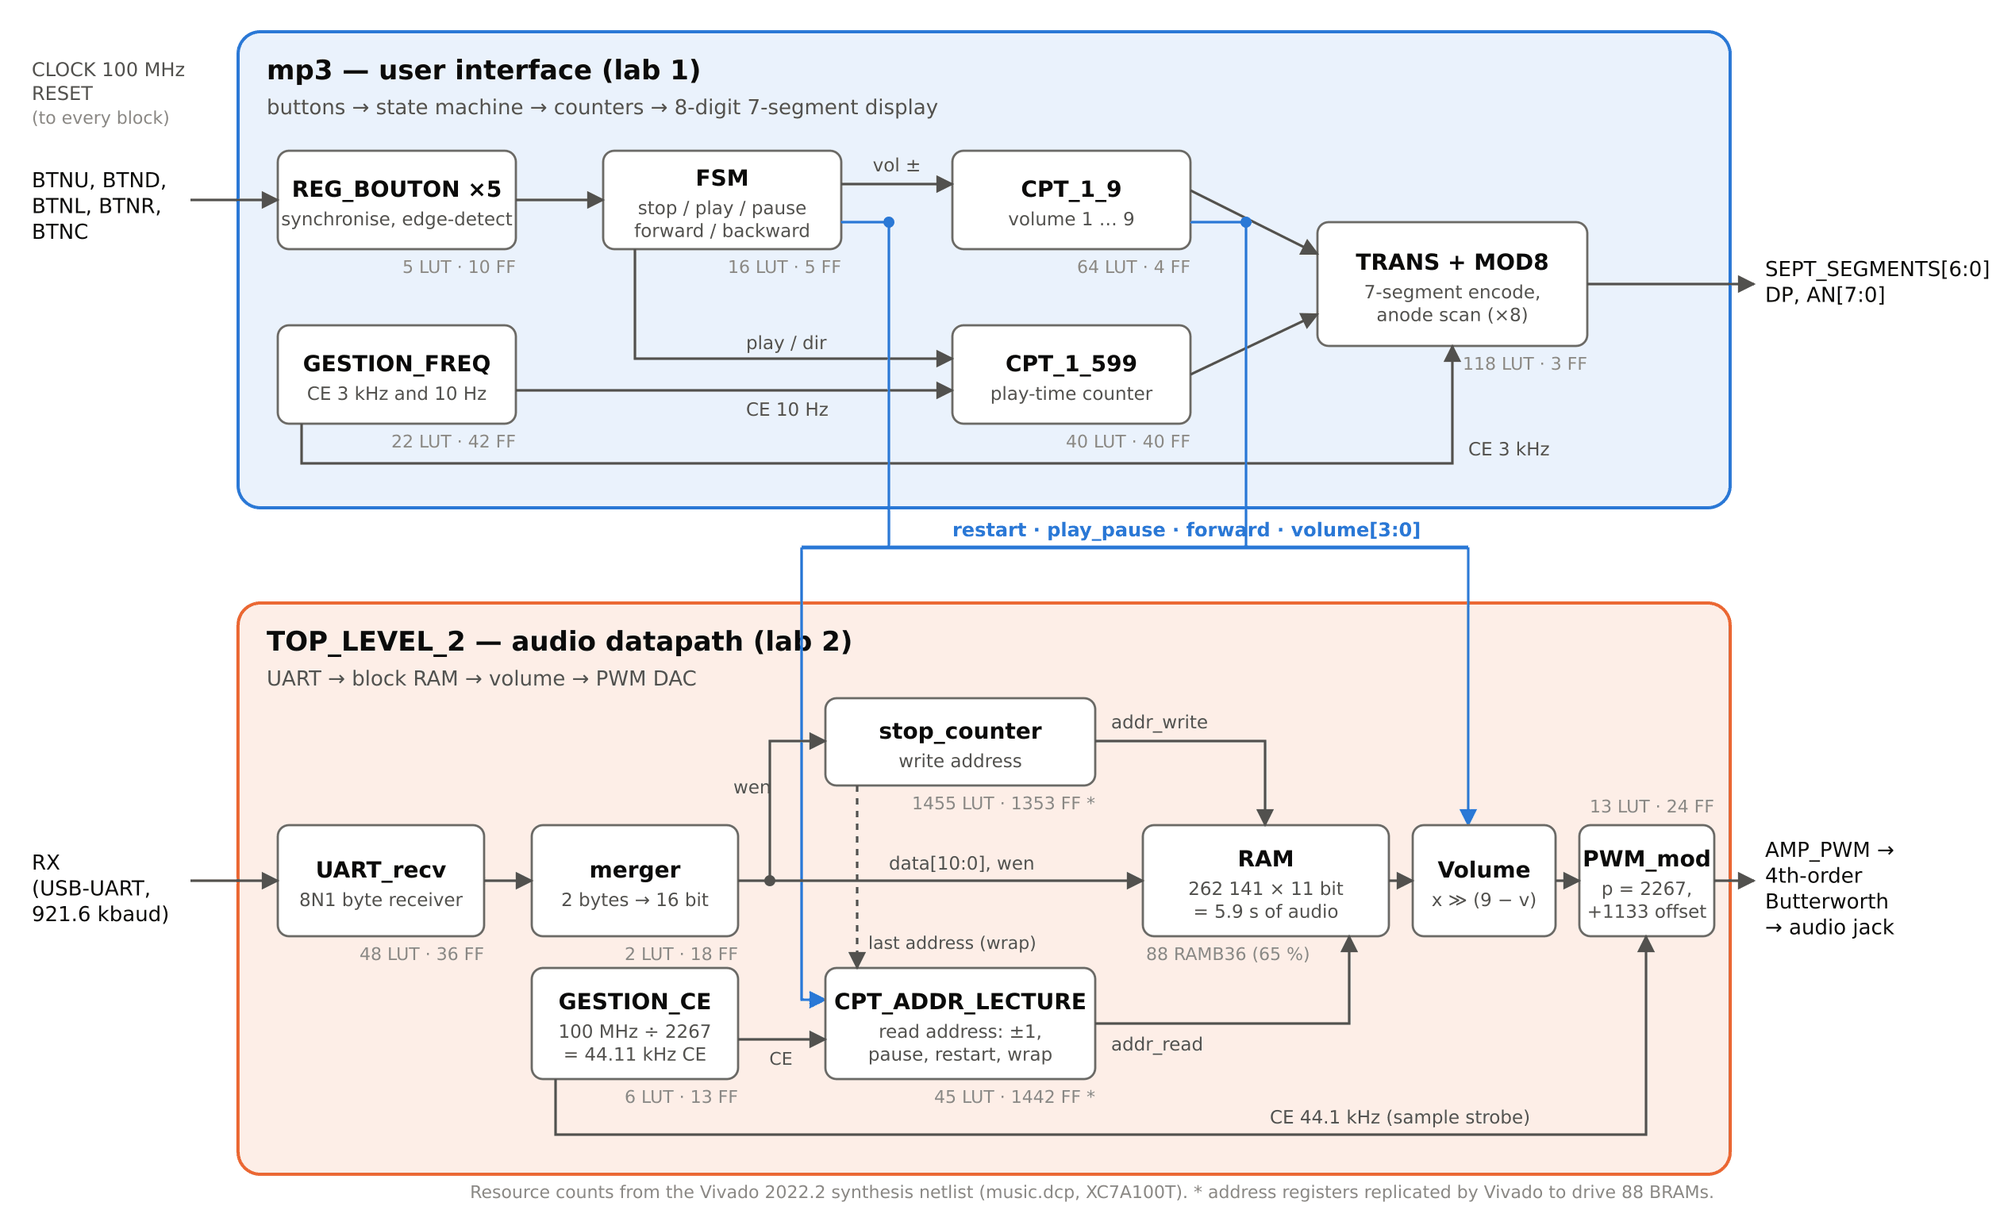 CLOCK 100 MHz
RESET
(to every block)
mp3 — user interface (lab 1)
buttons → state machine → counters → 8-digit 7-segment display
BTNU, BTND,
BTNL, BTNR,
BTNC
REG_BOUTON ×5
synchronise, edge-detect
5 LUT · 10 FF
FSM
stop / play / pause
forward / backward
16 LUT · 5 FF
vol ±
CPT_1_9
volume 1 … 9
64 LUT · 4 FF
TRANS + MOD8
7-segment encode,
anode scan (×8)
118 LUT · 3 FF
SEPT_SEGMENTS[6:0]
DP, AN[7:0]
GESTION_FREQ
CE 3 kHz and 10 Hz
22 LUT · 42 FF
play / dir
CE 10 Hz
CPT_1_599
play-time counter
40 LUT · 40 FF
CE 3 kHz
restart · play_pause · forward · volume[3:0]
TOP_LEVEL_2 — audio datapath (lab 2)
UART → block RAM → volume → PWM DAC
stop_counter
write address
1455 LUT · 1353 FF *
addr_write
wen
RX
(USB-UART,
921.6 kbaud)
UART_recv
8N1 byte receiver
48 LUT · 36 FF
merger
2 bytes → 16 bit
2 LUT · 18 FF
data[10:0], wen
last address (wrap)
RAM
262 141 × 11 bit
= 5.9 s of audio
88 RAMB36 (65 %)
Volume
x ≫ (9 − v)
13 LUT · 24 FF
PWM_mod
p = 2267,
+1133 offset
AMP_PWM →
4th-order
Butterworth
→ audio jack
GESTION_CE
100 MHz ÷ 2267
= 44.11 kHz CE
6 LUT · 13 FF
CE
CPT_ADDR_LECTURE
read address: ±1,
pause, restart, wrap
45 LUT · 1442 FF *
addr_read
CE 44.1 kHz (sample strobe)
Resource counts from the Vivado 2022.2 synthesis netlist (music.dcp, XC7A100T). * address registers replicated by Vivado to drive 88 BRAMs.